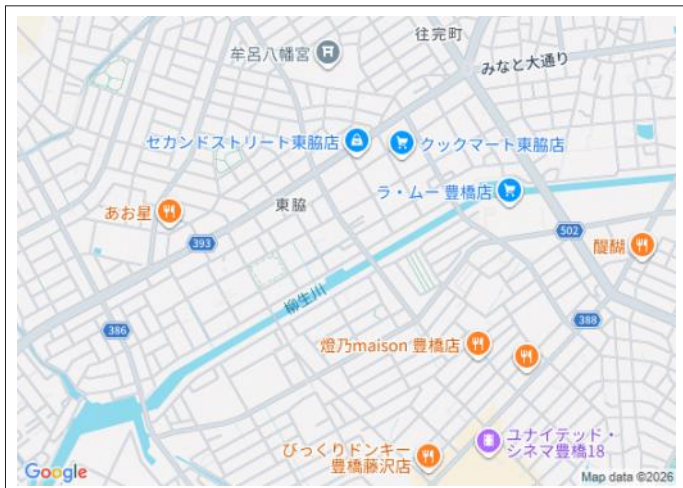 往完町
牟呂八幡宮
みなと大通り
セカンドストリート東脇店
クックマート東脇店
ラ・ムー 豊橋店
東脇
あお星
393
502
醍醐
柳生川
386
388
燈乃maison 豊橋店
ユナイテッド・
シネマ豊橋18
びっくりドンキー
豊橋藤沢店
Google
Map data ©2026